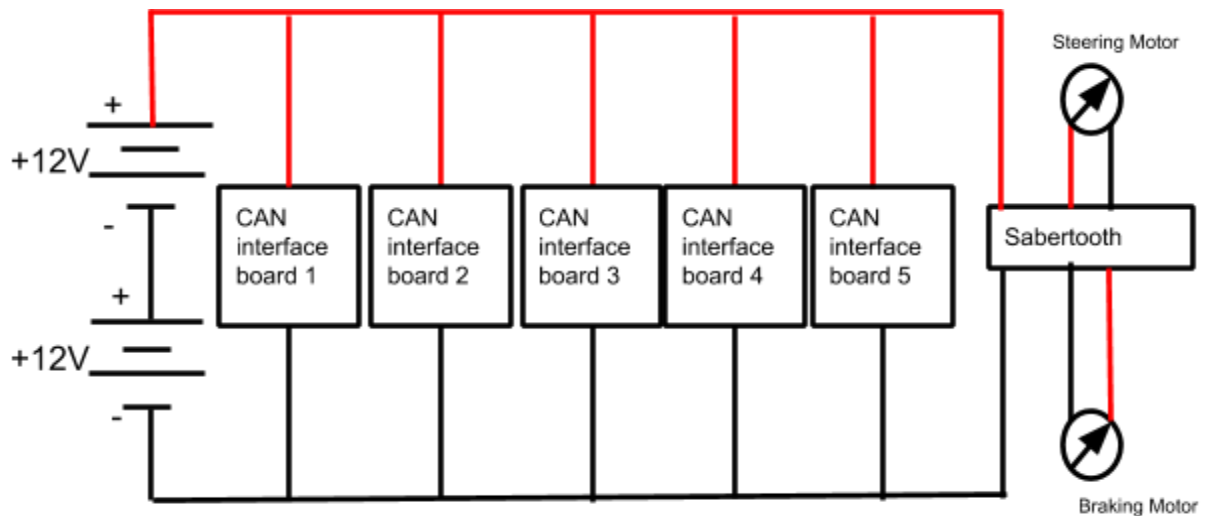 Steering Motor
+
+12V
-
CAN
interface
board 1
CAN
interface
board 2
CAN
interface
board 3
CAN
interface
board 4
CAN
interface
board 5
Sabertooth
+
+12V
-
Braking Motor